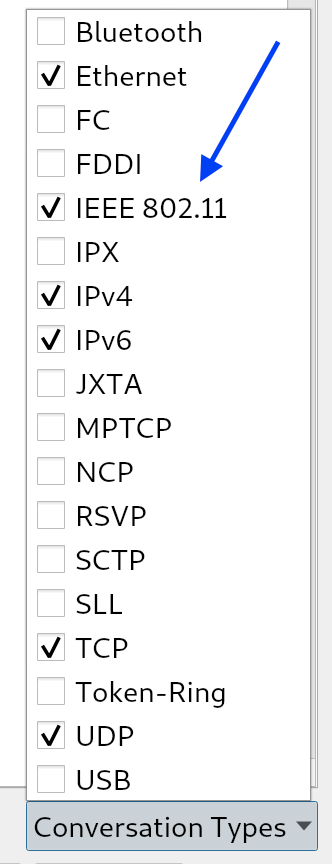 Bluetooth
Ethernet
FC
FDDI
IEEE 802.11
IPX
IPv4
IPv6
JXTA
MPTCP
NCP
RSVP
SCTP
SLL
TCP
Token-Ring
UDP
USB
Conversation Types